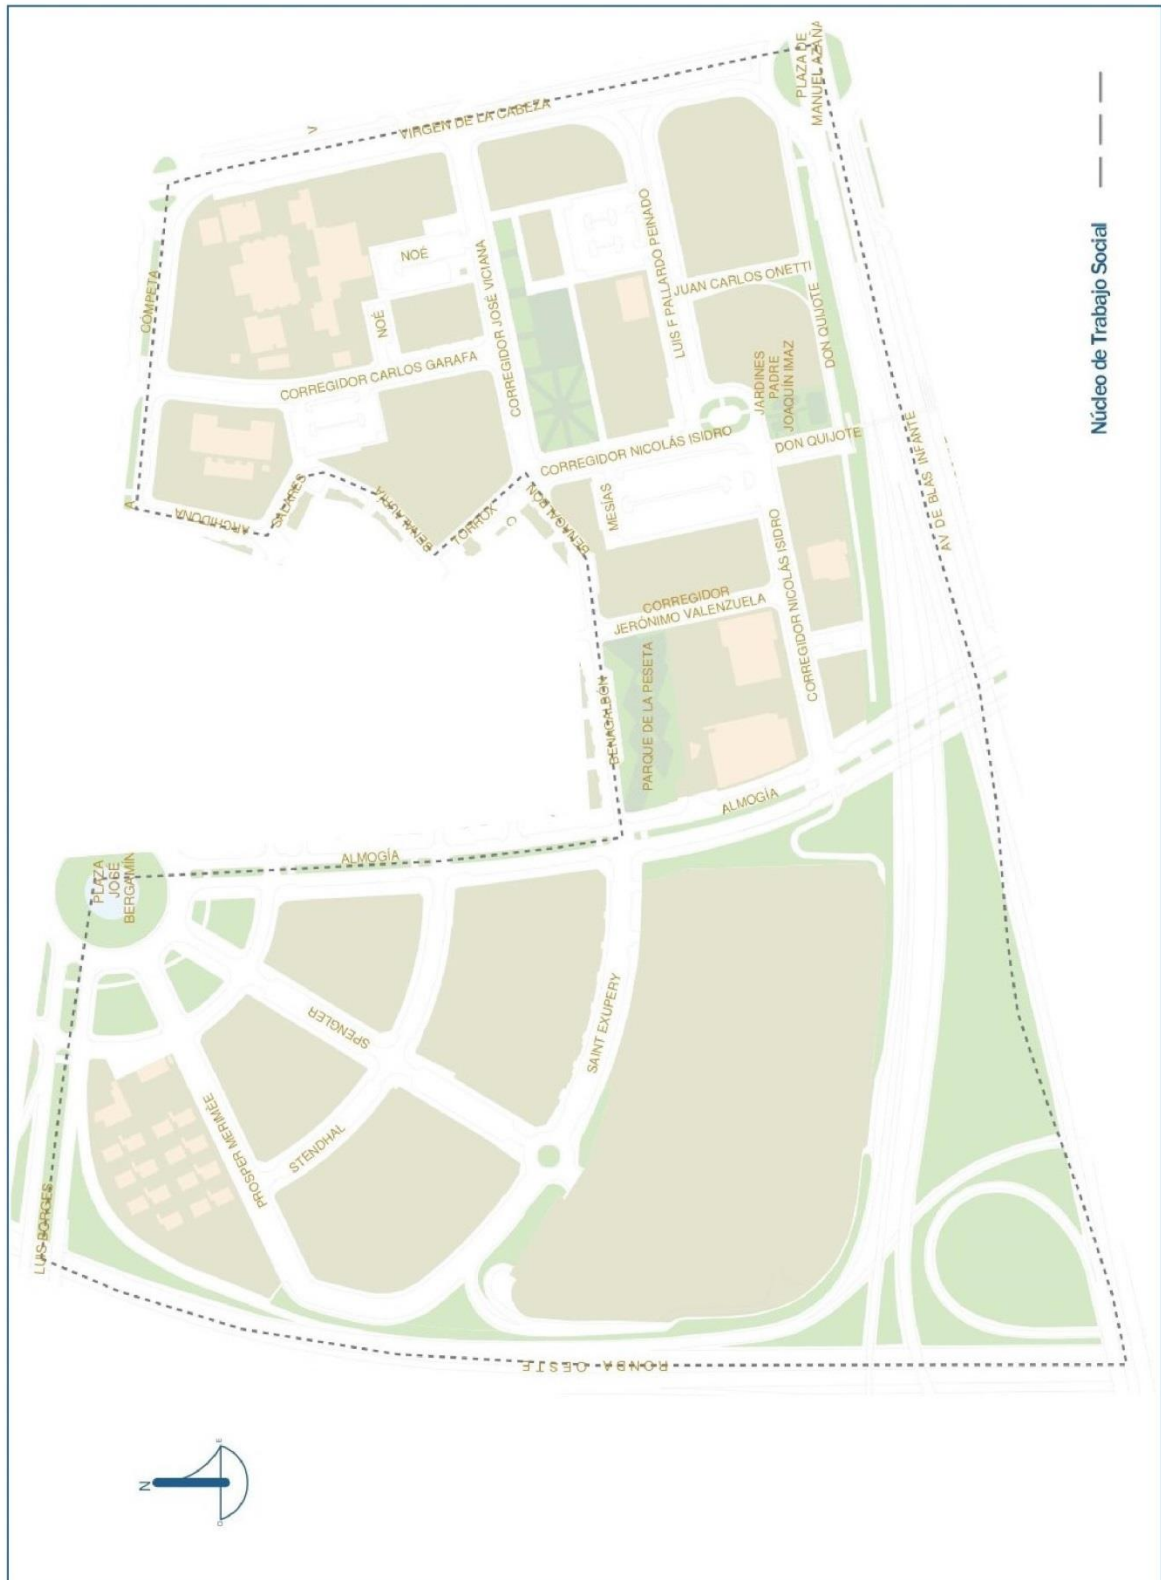 PLAZA DE
MANUEL AZAÑA
VIRGEN DE LA CABEZA
V
CÓMPETA
NOÉ
NOÉ
CORREGIDOR JOSÉ VICIANA
CORREGIDOR CARLOS GARAFA
LUIS F PALLARDO PEINADO
JUAN CARLOS ONETTI
DON QUIJOTE
JARDINES
PADRE
JOAQUÍN IMAZ
DON QUIJOTE
CORREGIDOR NICOLÁS ISIDRO
MESÍAS
A
ARCHIDONA
SALARES
TORROX
C
BENAGALBÓN
AV DE BLAS INFANTE
CORREGIDOR
JERÓNIMO VALENZUELA
CORREGIDOR NICOLÁS ISIDRO
BENAGALBÓN
PARQUE DE LA PESETA
ALMOGÍA
ALMOGÍA
PLAZA
JOSÉ
BERGAMÍN
SPENGLER
SAINT EXUPERY
PROSPER MERIMÉE
STENDHAL
LUIS BORGES
RONDA OESTE
Núcleo de Trabajo Social
N
E
O